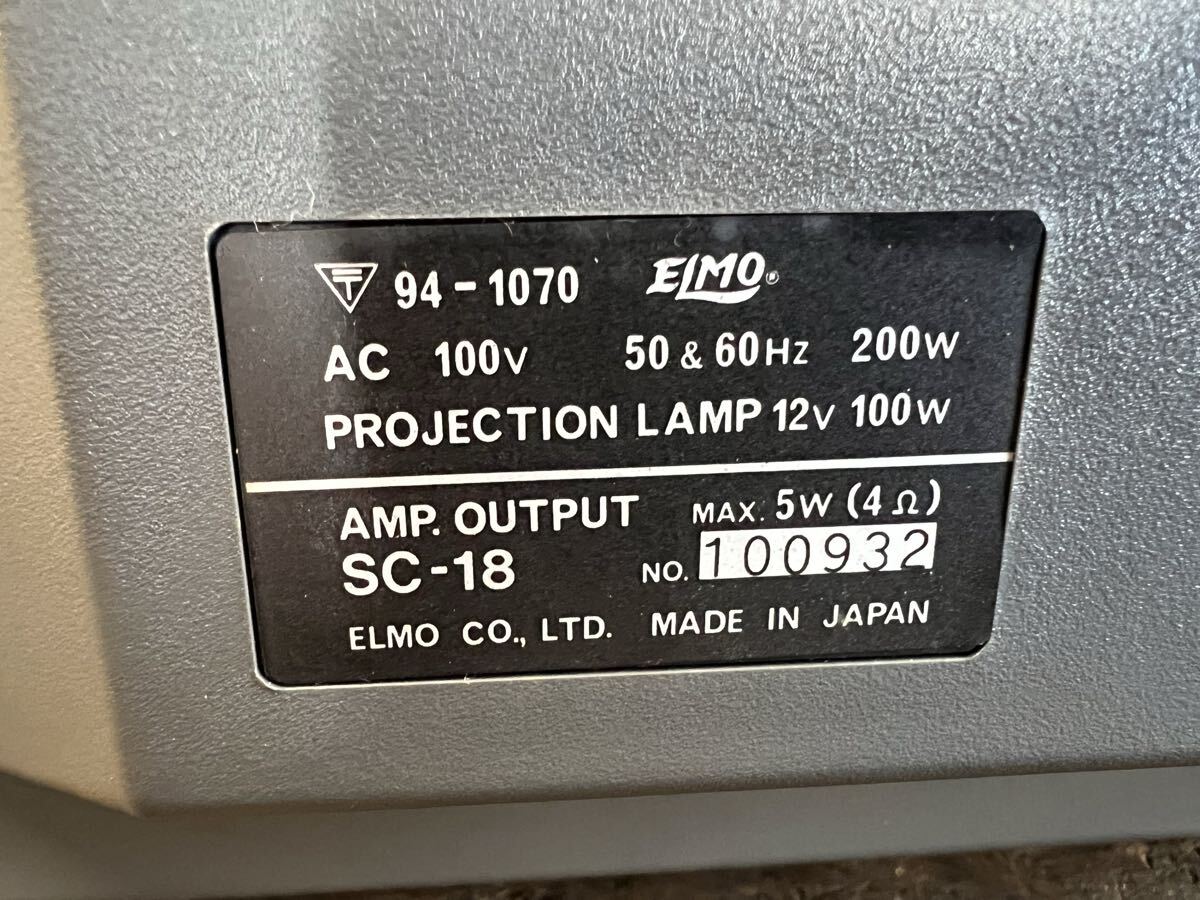 〒 94-1070 ELMO®
AC 100V 50 & 60Hz 200W
PROJECTION LAMP 12V 100W
AMP. OUTPUT MAX. 5W (4Ω)
SC-18 NO. 100932
ELMO CO., LTD. MADE IN JAPAN